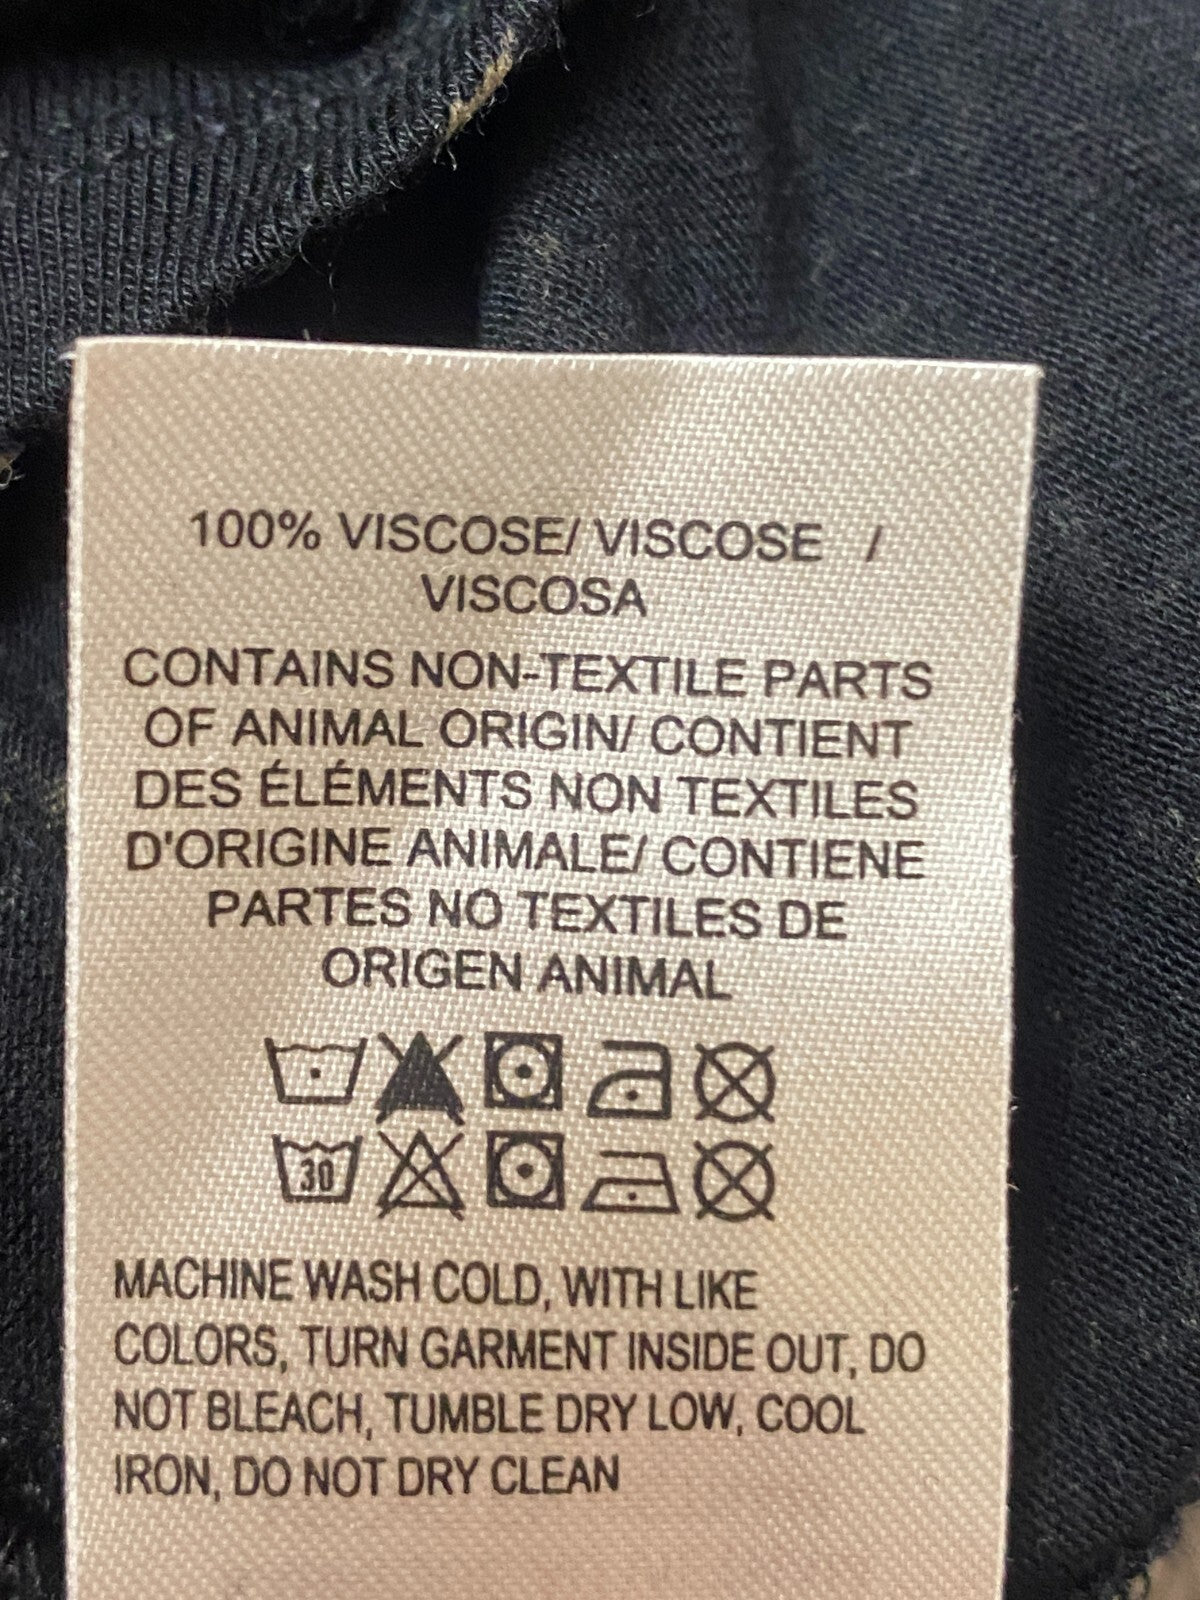 100% VISCOSE/ VISCOSE /
VISCOSA
CONTAINS NON-TEXTILE PARTS
OF ANIMAL ORIGIN/ CONTIENT
DES ÉLÉMENTS NON TEXTILES
D'ORIGINE ANIMALE/ CONTIENE
PARTES NO TEXTILES DE
ORIGEN ANIMAL
30
MACHINE WASH COLD, WITH LIKE
COLORS, TURN GARMENT INSIDE OUT, DO
NOT BLEACH, TUMBLE DRY LOW, COOL
IRON, DO NOT DRY CLEAN